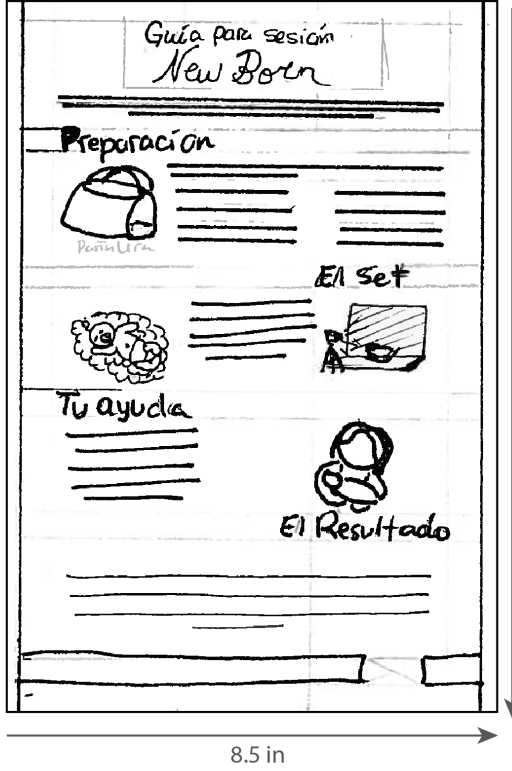 Guía para sesión
New Born
Preparación
Pañalera
El Set
Tu ayuda
El Resultado
8.5 in